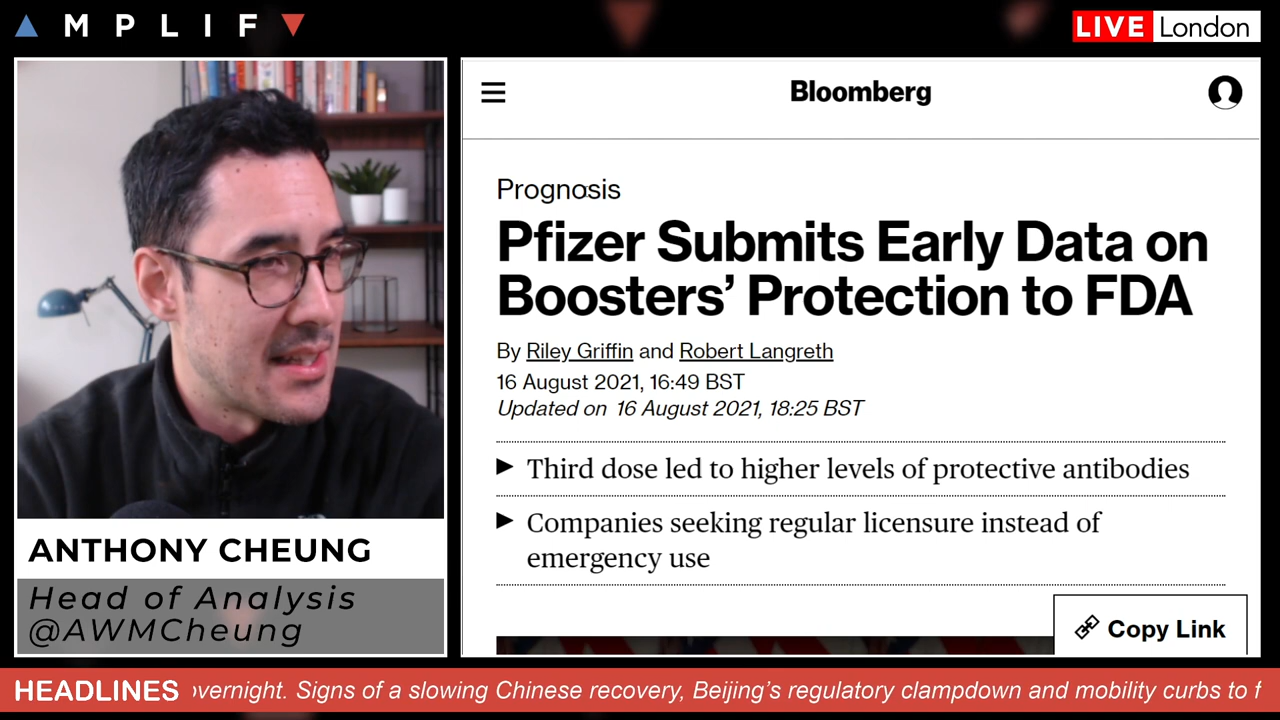 AMPLIFY
LIVE London
Bloomberg
Prognosis
Pfizer Submits Early Data on
Boosters’ Protection to FDA
By Riley Griffin and Robert Langreth
16 August 2021, 16:49 BST
Updated on 16 August 2021, 18:25 BST
Third dose led to higher levels of protective antibodies
Companies seeking regular licensure instead of
emergency use
Copy Link
ANTHONY CHEUNG
Head of Analysis
@AWMCheung
HEADLINES vernight. Signs of a slowing Chinese recovery, Beijing’s regulatory clampdown and mobility curbs to f